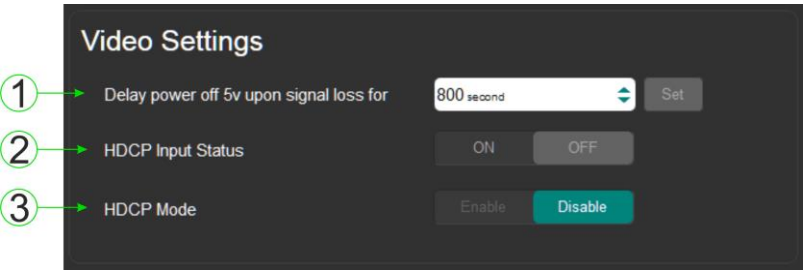 Video Settings
1 Delay power off 5v upon signal loss for 800 second Set
2 HDCP Input Status ON OFF
3 HDCP Mode Enable Disable